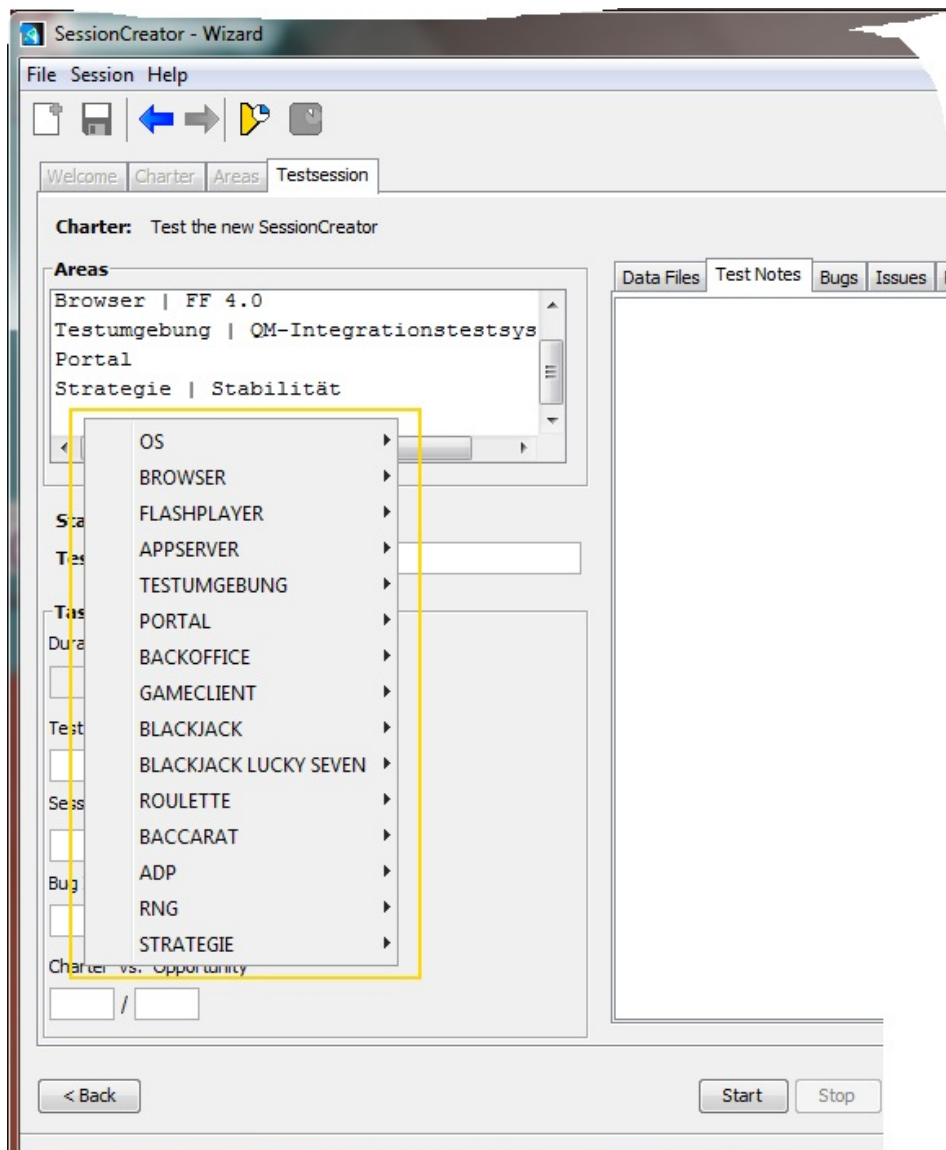 SessionCreator - Wizard
File Session Help
Welcome Charter Areas Testsession
Charter: Test the new SessionCreator
Areas
Data Files Test Notes Bugs Issues
Browser | FF 4.0
Testumgebung | QM-Integrationstestsys
Portal
Strategie | Stabilität
OS
BROWSER
FLASHPLAYER
APPSERVER
TESTUMGEBUNG
PORTAL
BACKOFFICE
GAMECLIENT
BLACKJACK
BLACKJACK LUCKY SEVEN
ROULETTE
BACCARAT
ADP
RNG
STRATEGIE
Test
Bug
Charter vs. Opportunity
/
< Back
Start Stop